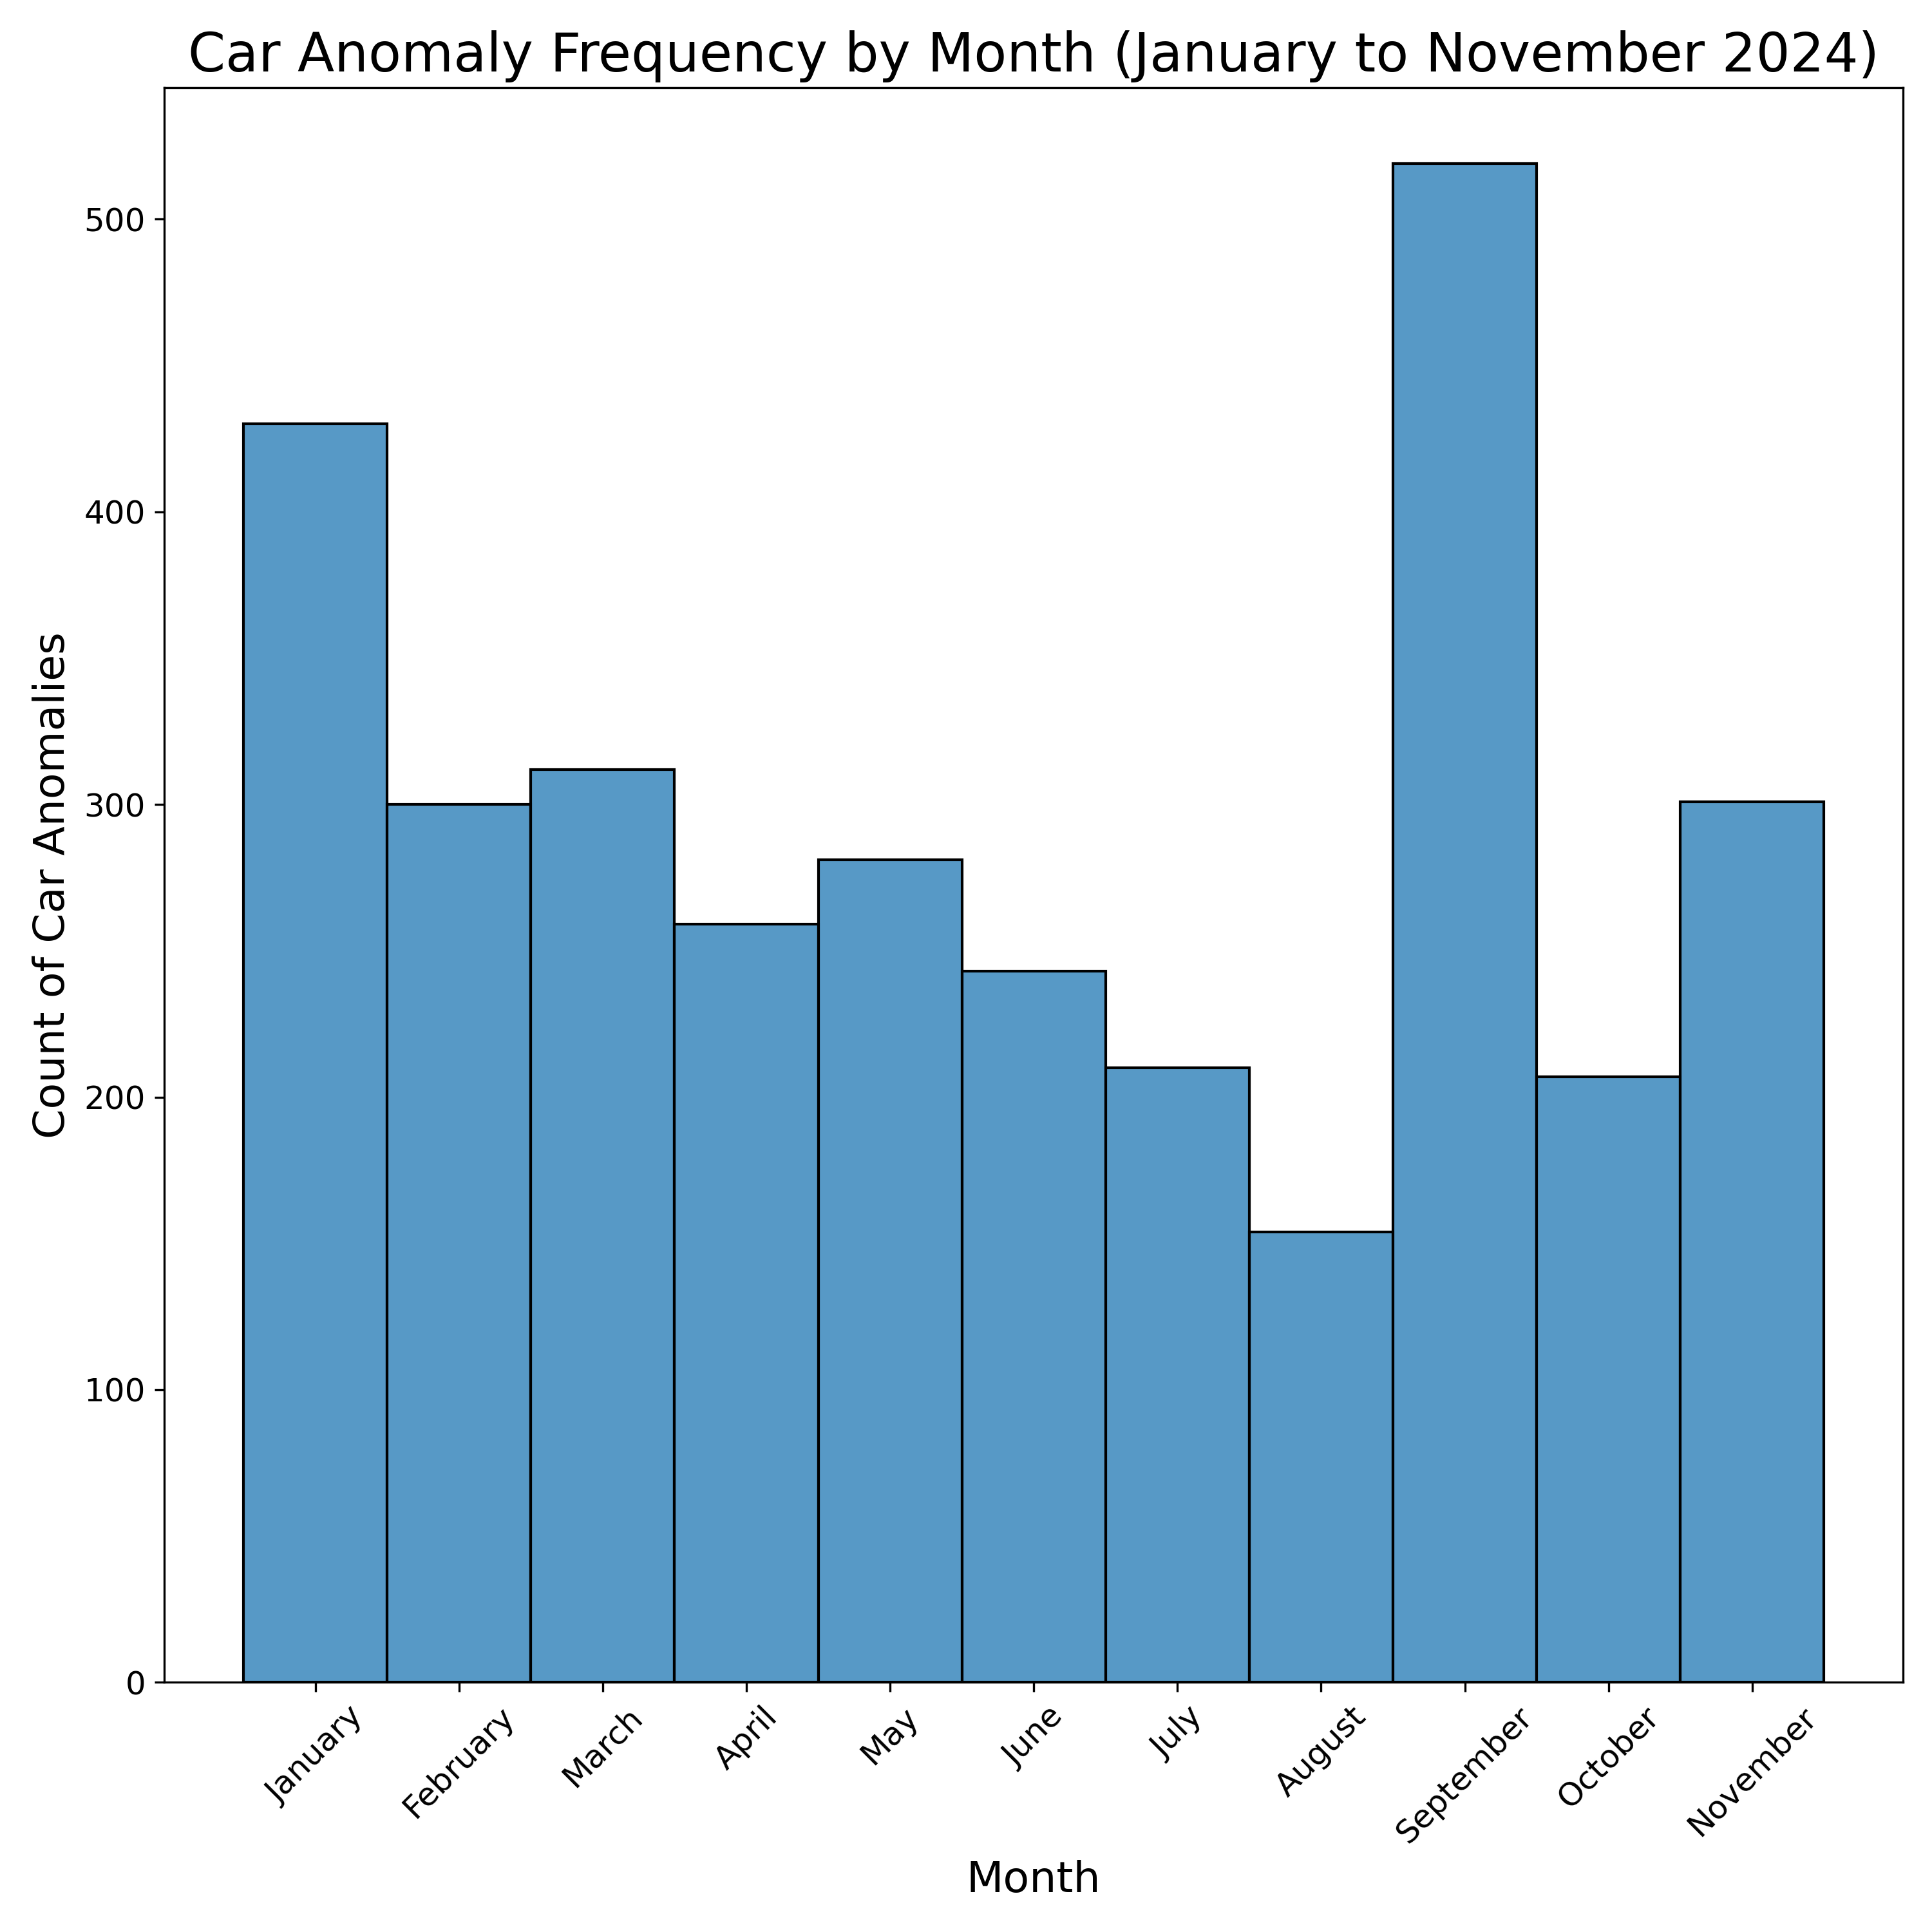 Car Anomaly Frequency by Month (January to November 2024)
Count of Car Anomalies
500
400
300
200
100
0
January
February
March
April
May
June
July
August
September
October
November
Month